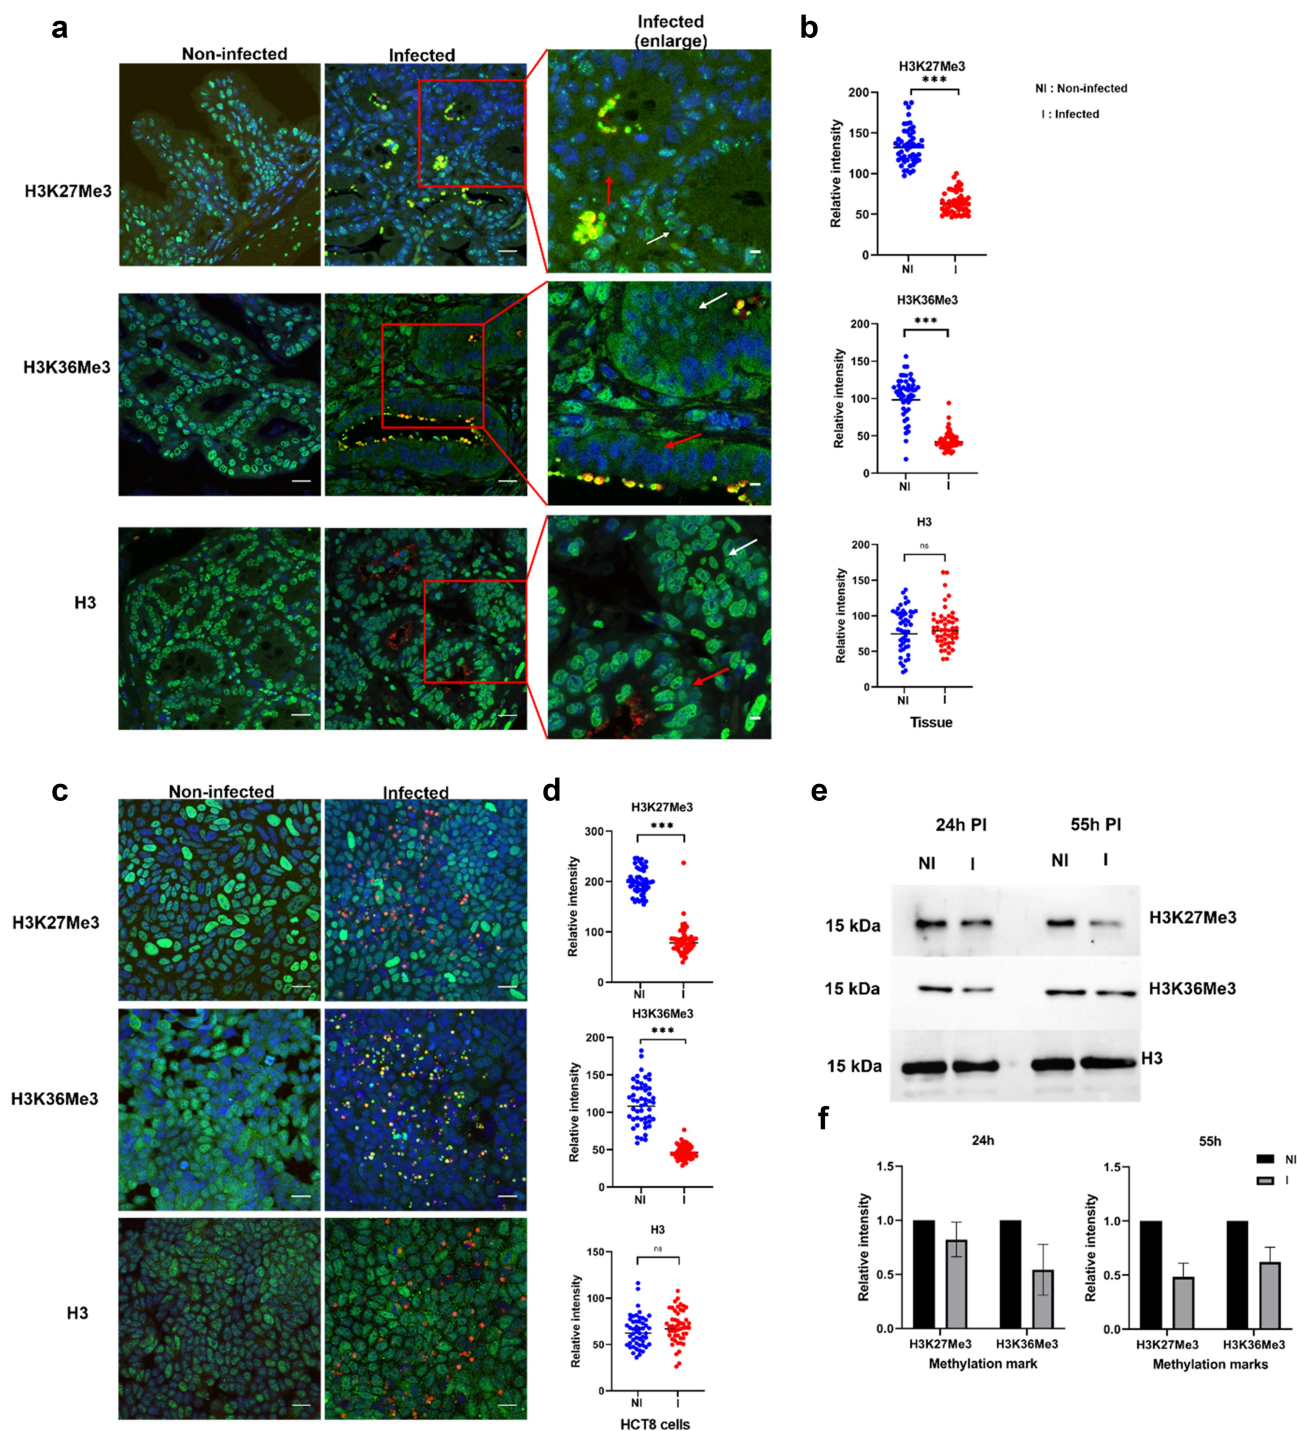 a
Non-infected
Infected
Infected
(enlarge)
H3K27Me3
H3K36Me3
H3
b
H3K27Me3
***
NI : Non-infected
I : Infected
Relative intensity
200
150
100
50
0
NI
I
H3K36Me3
***
Relative intensity
200
150
100
50
0
NI
I
H3
ns
Relative intensity
200
150
100
50
0
NI
I
Tissue
c
Non-infected
Infected
H3K27Me3
H3K36Me3
H3
d
H3K27Me3
***
Relative intensity
300
200
100
0
NI
I
H3K36Me3
***
Relative intensity
200
150
100
50
0
NI
I
H3
ns
Relative intensity
150
100
50
0
NI
I
HCT8 cells
e
24h PI
55h PI
NI
I
NI
I
15 kDa
H3K27Me3
15 kDa
H3K36Me3
15 kDa
H3
f
24h
Relative intensity
1.5
1.0
0.5
0.0
H3K27Me3
H3K36Me3
Methylation mark
55h
NI
I
Relative intensity
1.5
1.0
0.5
0.0
H3K27Me3
H3K36Me3
Methylation marks